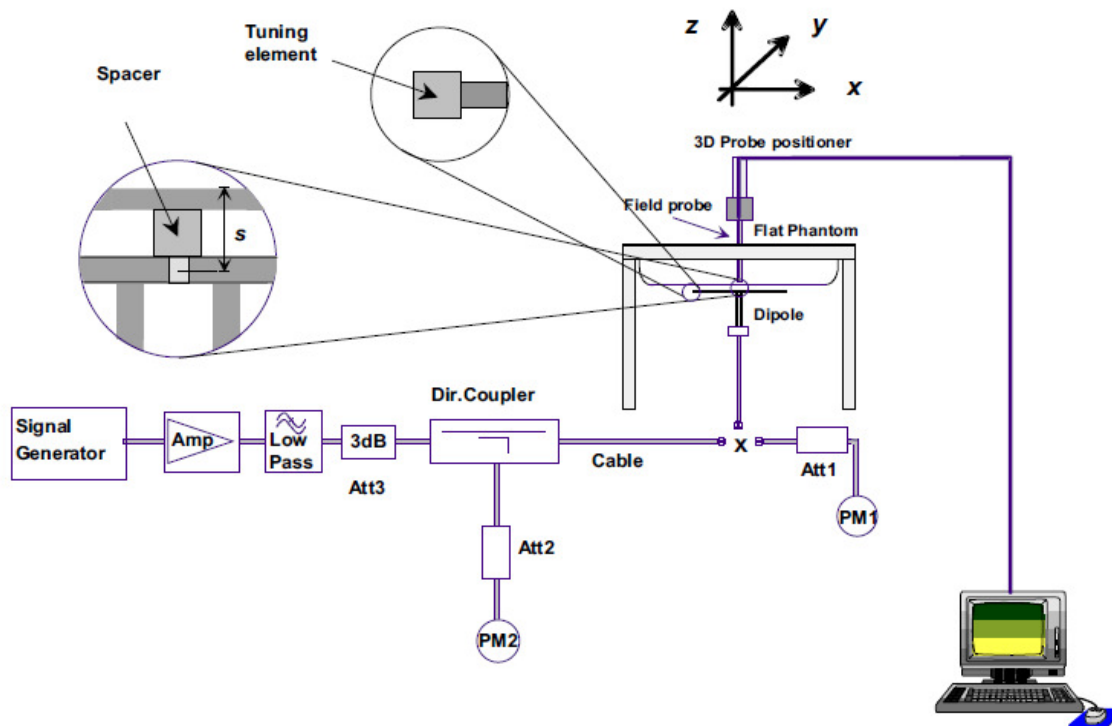 Tuning
element
Spacer
z
y
x
3D Probe positioner
Field probe
Flat Phantom
s
Dipole
Dir.Coupler
Signal
Generator
Amp
Low
Pass
3dB
Att3
Cable
X
Att1
PM1
Att2
PM2